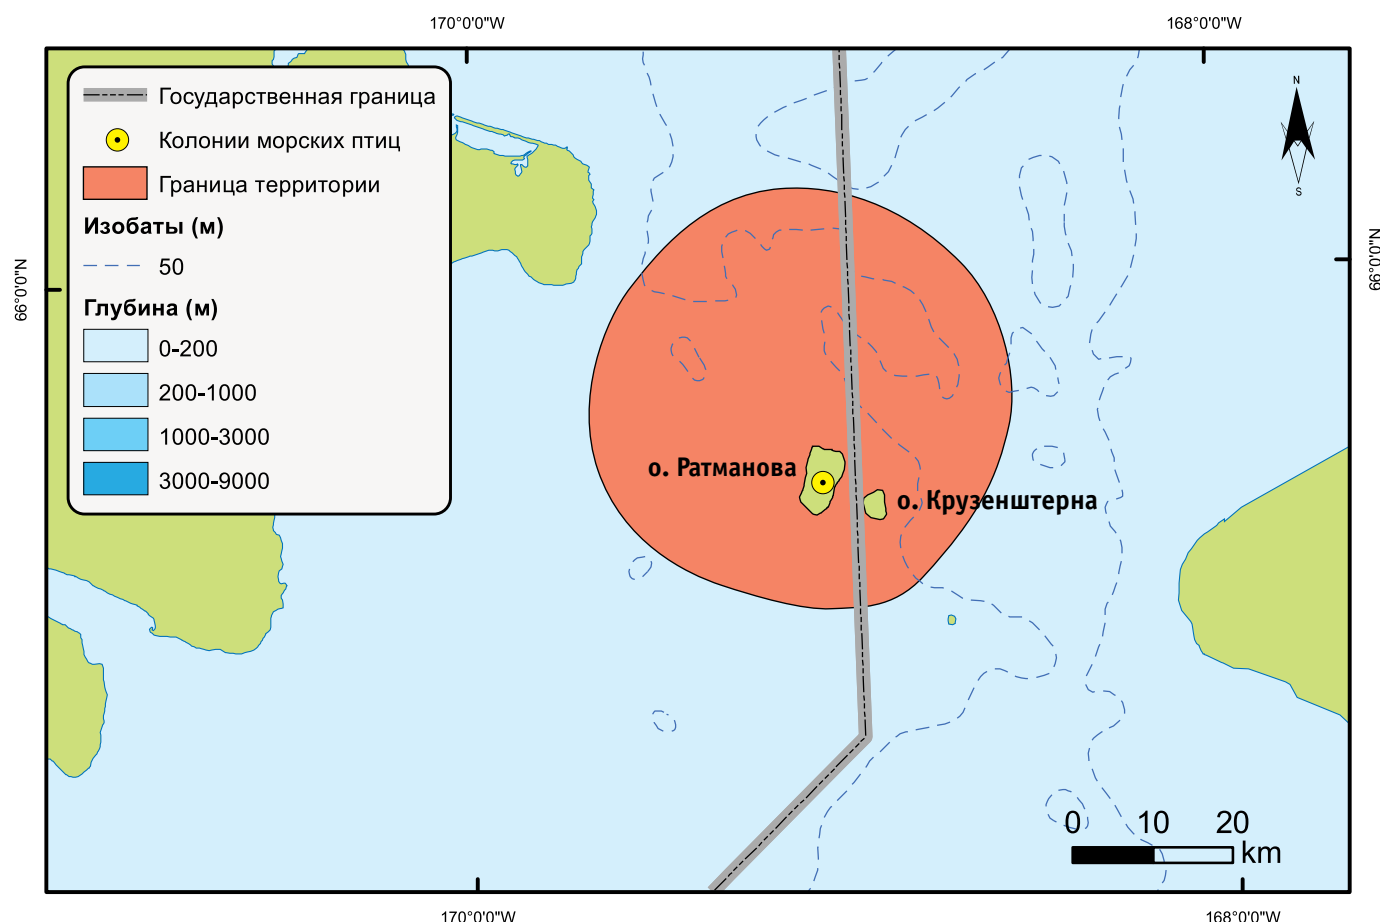 170°0'0"W
168°0'0"W
Государственная граница
Колонии морских птиц
Граница территории
Изобаты (м)
50
Глубина (м)
0-200
200-1000
1000-3000
3000-9000
N
S
66°0'0"N
66°0'0"N
о. Ратманова
о. Крузенштерна
0 10 20
km
170°0'0"W
168°0'0"W